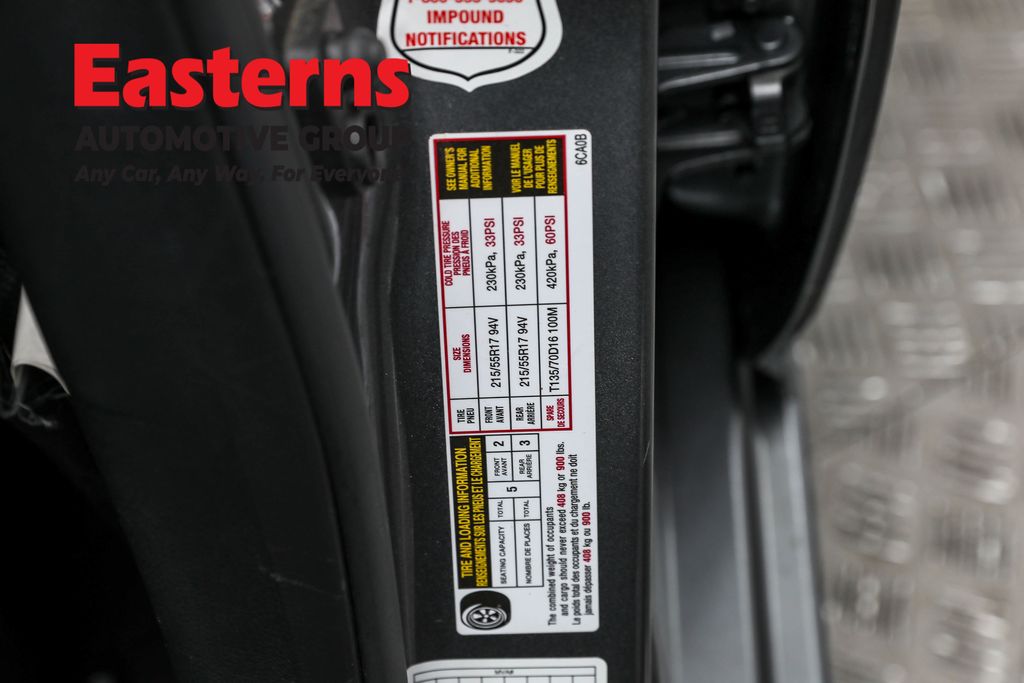 IMPOUND
NOTIFICATIONS
Easterns
AUTOMOTIVE GROUP
Any Car, Any Way, For Everyone
6CA0B
TIRE AND LOADING INFORMATION
RENSEIGNEMENTS SUR LES PNEUS ET LE CHARGEMENT
SEATING CAPACITY TOTAL 5 FRONT AVANT 2
NOMBRE DE PLACES TOTAL REAR ARRIÈRE 3
The combined weight of occupants
and cargo should never exceed 408 kg or 900 lbs.
Le poids total des occupants et du chargement ne doit
jamais dépasser 408 kg ou 900 lb.
TIRE
PNEU
SIZE
DIMENSIONS
COLD TIRE PRESSURE
PRESSION DES
PNEUS À FROID
FRONT
AVANT
215/55R17 94V
230kPa, 33PSI
REAR
ARRIÈRE
215/55R17 94V
230kPa, 33PSI
SPARE
DE SECOURS
T135/70D16 100M
420kPa, 60PSI
SEE OWNER'S
MANUAL FOR
ADDITIONAL
INFORMATION
VOIR LE MANUEL
DE L'USAGER
POUR PLUS DE
RENSEIGNEMENTS